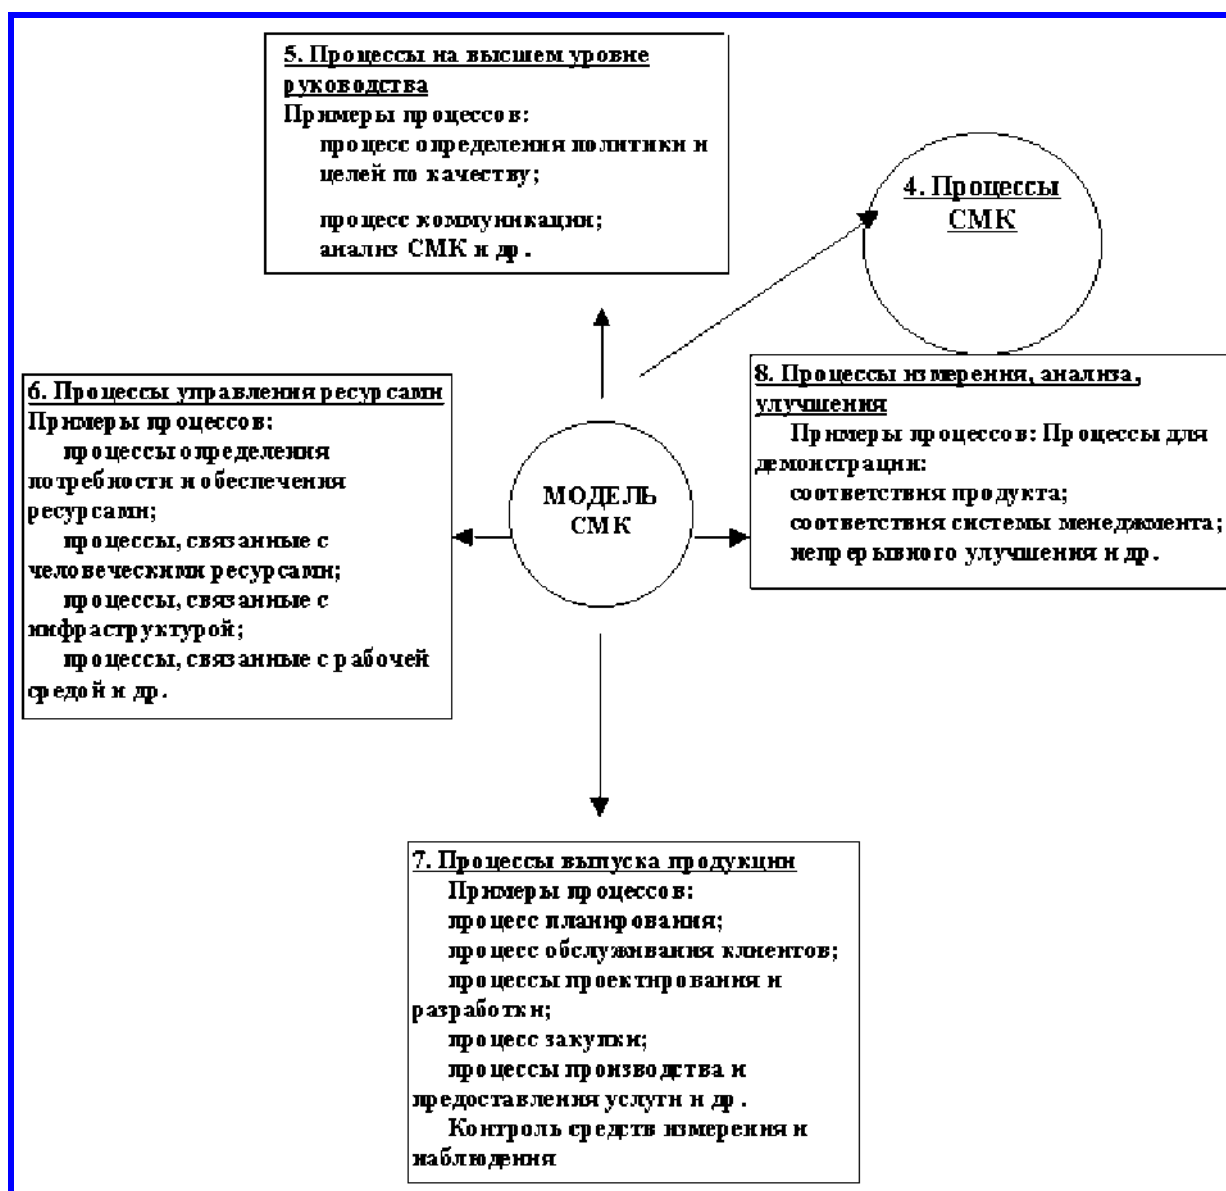 5. Процессы на высшем уровне
руководства
Примеры процессов:
процесс определения политики и
целей по качеству;
процесс коммуникации;
анализ СМК и др.
4. Процессы
СМК
6. Процессы управления ресурсами
Примеры процессов:
процессы определения
потребности и обеспечения
ресурсами;
процессы, связанные с
человеческими ресурсами;
процессы, связанные с
инфраструктурой;
процессы, связанные с рабочей
средой и др.
МОДЕЛЬ
СМК
8. Процессы измерения, анализа,
улучшения
Примеры процессов: Процессы для
демонстрации:
соответствия продукта;
соответствия системы менеджмента;
непрерывного улучшения и др.
7. Процессы выпуска продукции
Примеры процессов:
процесс планирования;
процесс обслуживания клиентов;
процессы проектирования и
разработки;
процесс закупки;
процессы производства и
предоставления услуги и др.
Контроль средств измерения и
наблюдения